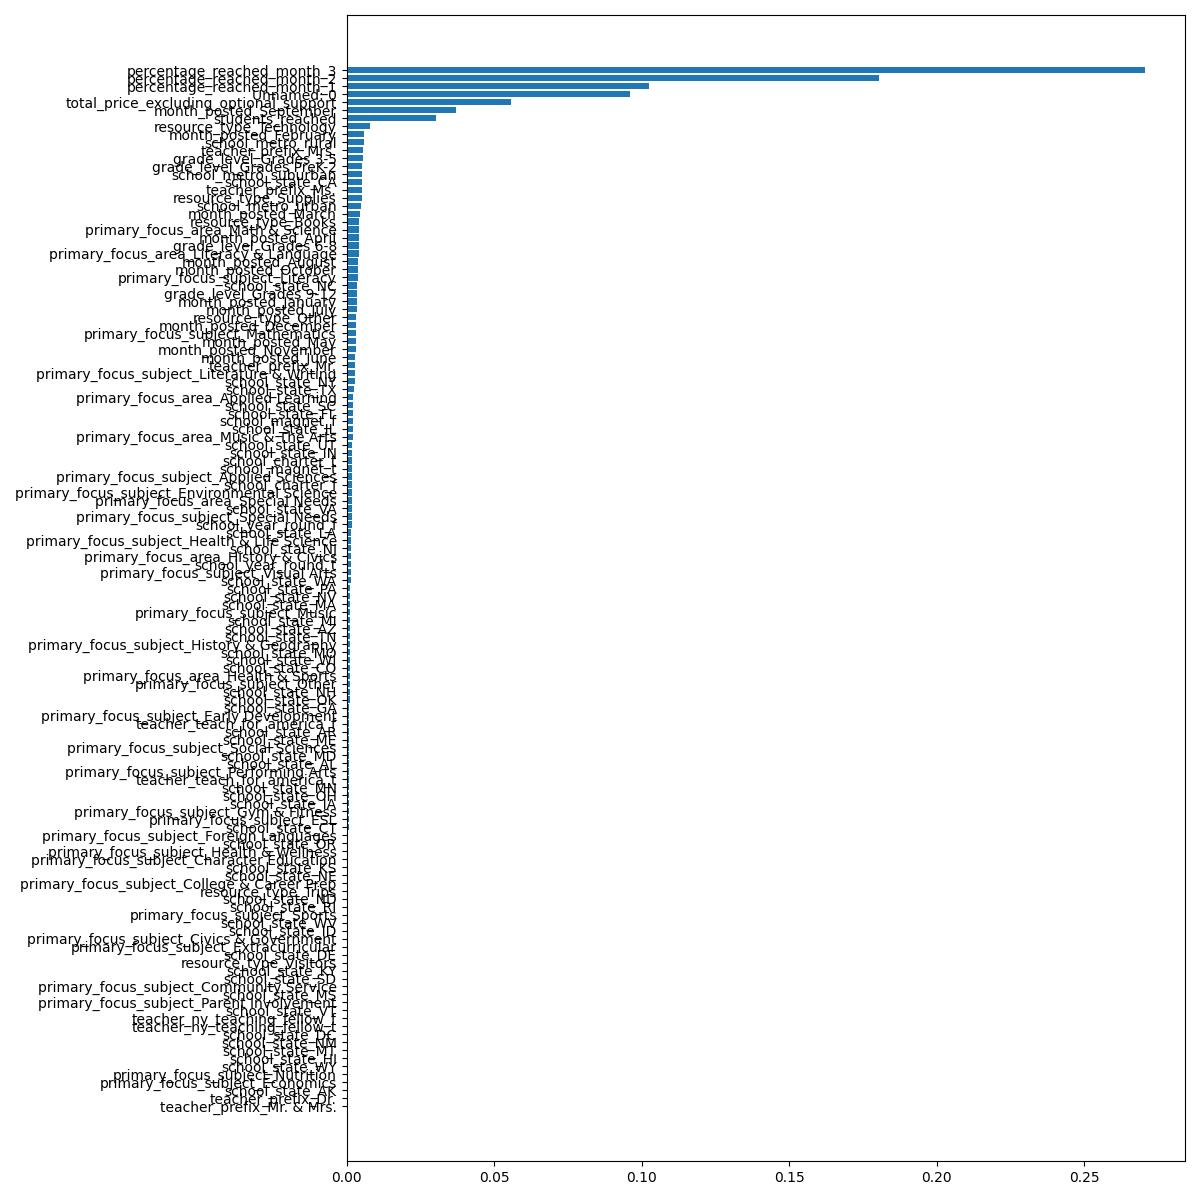 percentage_reached_month_3
percentage_reached_month_2
percentage_reached_month_1
Unnamed: 0
total_price_excluding_optional_support
month_posted_September
students_reached
resource_type_Technology
month_posted_February
school_metro_rural
teacher_prefix_Mrs.
grade_level_Grades 3-5
grade_level_Grades PreK-2
school_metro_suburban
school_state_CA
teacher_prefix_Ms.
resource_type_Supplies
school_metro_urban
month_posted_March
resource_type_Books
primary_focus_area_Math & Science
month_posted_April
grade_level_Grades 6-8
primary_focus_area_Literacy & Language
month_posted_August
month_posted_October
primary_focus_subject_Literacy
school_state_NC
grade_level_Grades 9-12
month_posted_January
month_posted_July
resource_type_Other
month_posted_December
primary_focus_subject_Mathematics
month_posted_May
month_posted_November
month_posted_June
teacher_prefix_Mr.
primary_focus_subject_Literature & Writing
school_state_NY
school_state_TX
primary_focus_area_Applied Learning
school_state_SC
school_state_FL
school_magnet_f
school_state_IL
primary_focus_area_Music & The Arts
school_state_UT
school_state_IN
school_charter_t
school_magnet_t
primary_focus_subject_Applied Sciences
school_charter_f
primary_focus_subject_Environmental Science
primary_focus_area_Special Needs
school_state_VA
primary_focus_subject_Special Needs
school_year_round_f
school_state_LA
primary_focus_subject_Health & Life Science
school_state_NJ
primary_focus_area_History & Civics
school_year_round_t
primary_focus_subject_Visual Arts
school_state_WA
school_state_PA
school_state_NV
school_state_MA
primary_focus_subject_Music
school_state_MI
school_state_AZ
school_state_TN
primary_focus_subject_History & Geography
school_state_MO
school_state_WI
school_state_CO
primary_focus_area_Health & Sports
primary_focus_subject_Other
school_state_NH
school_state_OK
school_state_GA
primary_focus_subject_Early Development
teacher_teach_for_america_f
school_state_AR
school_state_ME
primary_focus_subject_Social Sciences
school_state_MD
school_state_AL
primary_focus_subject_Performing Arts
teacher_teach_for_america_t
school_state_MN
school_state_OH
school_state_IA
primary_focus_subject_Gym & Fitness
primary_focus_subject_ESL
school_state_CT
primary_focus_subject_Foreign Languages
school_state_OR
primary_focus_subject_Health & Wellness
primary_focus_subject_Character Education
school_state_KS
school_state_NE
primary_focus_subject_College & Career Prep
resource_type_Trips
school_state_ND
school_state_RI
primary_focus_subject_Sports
school_state_WV
school_state_ID
primary_focus_subject_Civics & Government
primary_focus_subject_Extracurricular
school_state_DE
resource_type_Visitors
school_state_KY
school_state_SD
primary_focus_subject_Community Service
school_state_MS
primary_focus_subject_Parent Involvement
school_state_VT
teacher_ny_teaching_fellow_f
teacher_ny_teaching_fellow_t
school_state_DC
school_state_NM
school_state_MT
school_state_HI
school_state_WY
primary_focus_subject_Nutrition
primary_focus_subject_Economics
school_state_AK
teacher_prefix_Dr.
teacher_prefix_Mr. & Mrs.
0.00 0.05 0.10 0.15 0.20 0.25